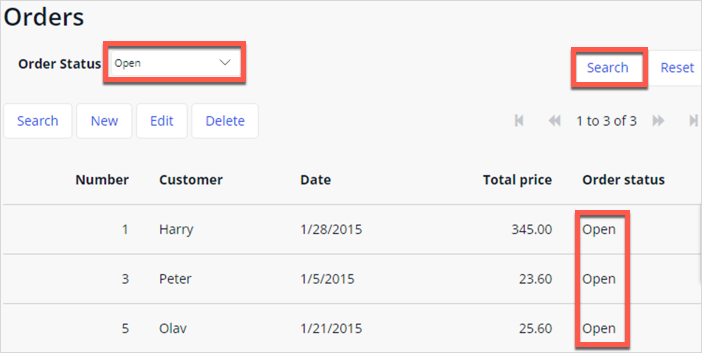 Orders
Order Status Open Search Reset
Search New Edit Delete 1 to 3 of 3
Number Customer Date Total price Order status
1 Harry 1/28/2015 345.00 Open
3 Peter 1/5/2015 23.60 Open
5 Olav 1/21/2015 25.60 Open